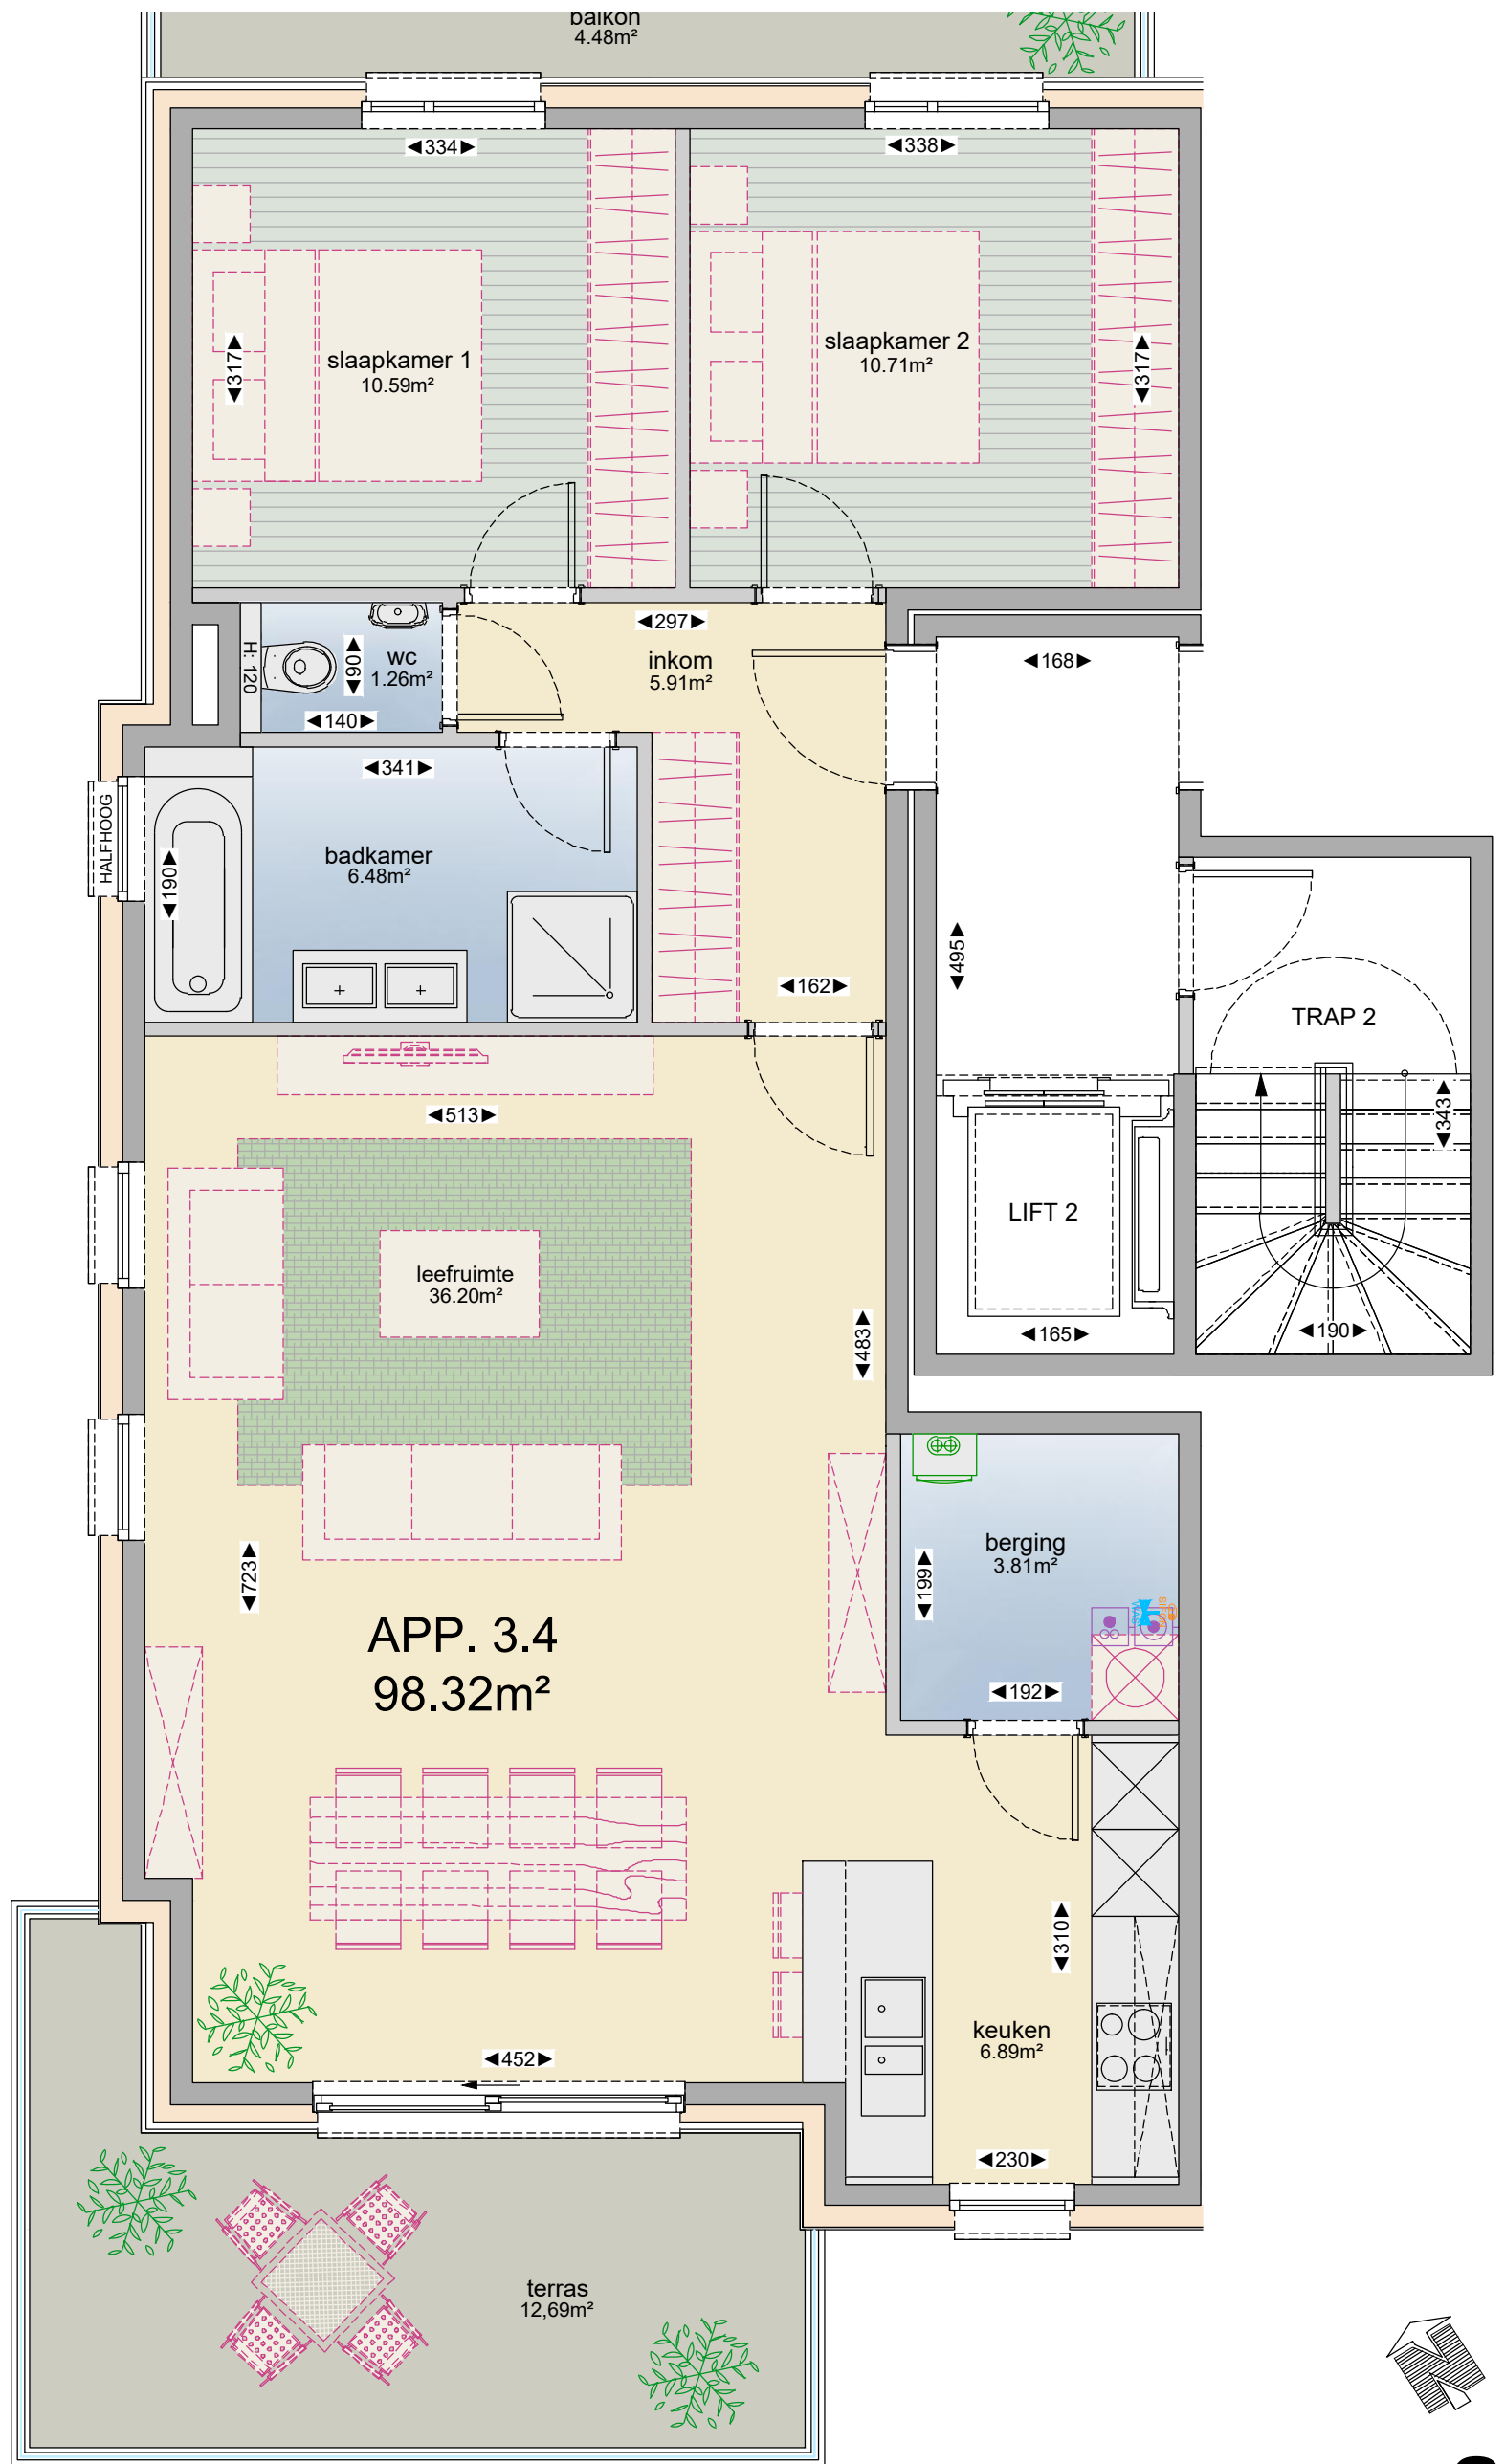 balkon
4.48m²
◄334►
◄338►
slaapkamer 1
10.59m²
◄317►
slaapkamer 2
10.71m²
◄317►
◄297►
inkom
5.91m²
wc
1.26m²
◄90►
◄140►
H: 120
◄168►
◄341►
badkamer
6.48m²
◄190►
HALFHOOG
◄162►
◄495►
TRAP 2
◄343►
◄190►
LIFT 2
◄165►
◄513►
leefruimte
36.20m²
◄483►
◄723►
APP. 3.4
98.32m²
berging
3.81m²
◄199►
◄192►
◄310►
keuken
6.89m²
◄452►
◄230►
terras
12,69m²
N